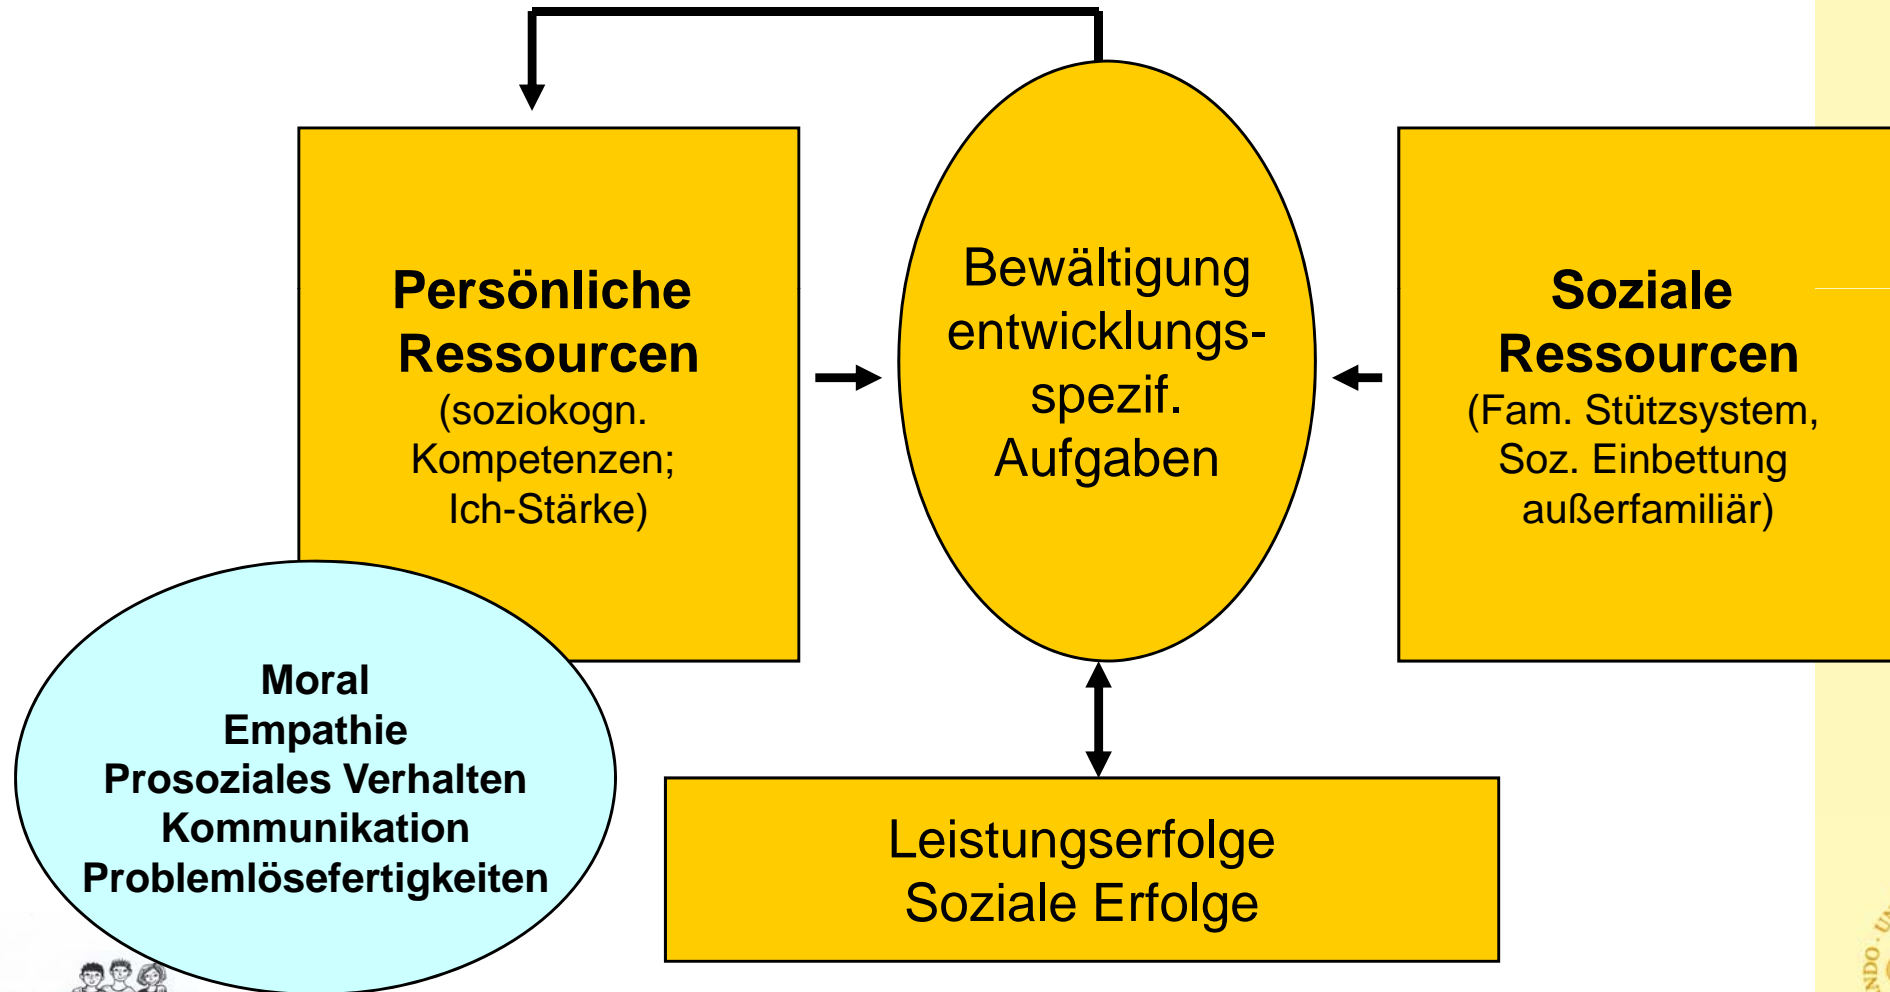 Persönliche
Ressourcen
(soziokogn.
Kompetenzen;
Ich-Stärke)
Bewältigung
entwicklungs-
spezif.
Aufgaben
Soziale
Ressourcen
(Fam. Stützsystem,
Soz. Einbettung
außerfamiliär)
Moral
Empathie
Prosoziales Verhalten
Kommunikation
Problemlösefertigkeiten
Leistungserfolge
Soziale Erfolge